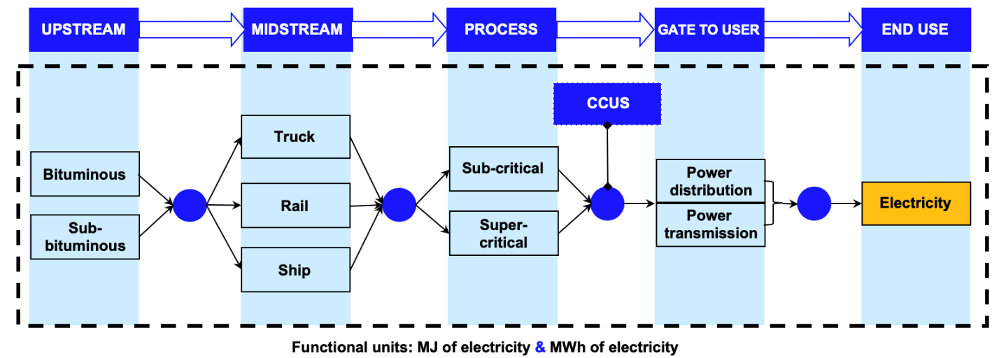 UPSTREAM
MIDSTREAM
PROCESS
GATE TO USER
END USE
CCUS
Truck
Bituminous
Sub-critical
Power
distribution
Rail
Electricity
Sub-
bituminous
Super-
critical
Power
transmission
Ship
Functional units: MJ of electricity & MWh of electricity